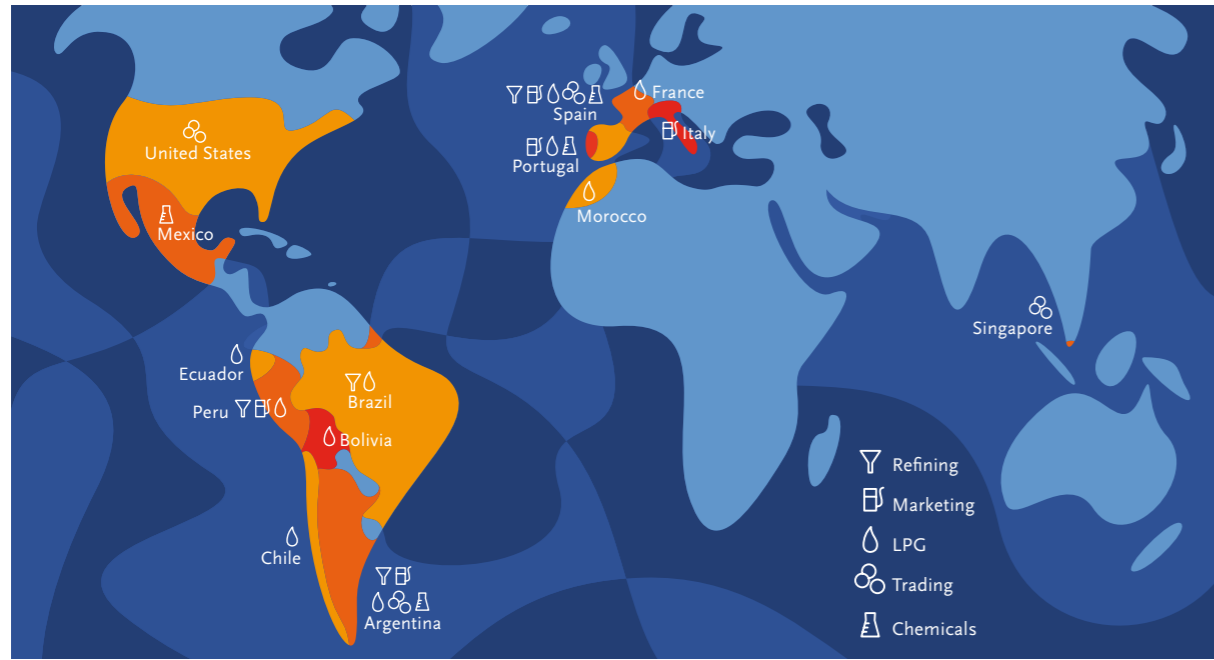 France
Spain
Italy
United States
Portugal
Morocco
Mexico
Singapore
Ecuador
Brazil
Peru
Bolivia
Chile
Argentina
Refining
Marketing
LPG
Trading
Chemicals